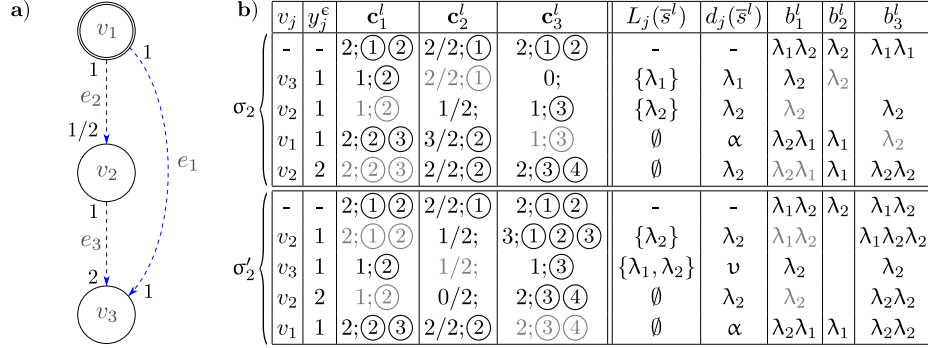 a)
v₁
1 1
e₂
1/2
e₁
v₂
1
e₃
2 1
v₃
b)
vⱼ yⱼᵋ c₁ˡ c₂ˡ c₃ˡ Lⱼ(s̅ˡ) dⱼ(s̅ˡ) b₁ˡ b₂ˡ b₃ˡ
σ₂
- - 2;①② 2/2;① 2;①② - - λ₁λ₂ λ₂ λ₁λ₁
v₃ 1 1;② 2/2;① 0; {λ₁} λ₁ λ₂ λ₂
v₂ 1 1;② 1/2; 1;③ {λ₂} λ₂ λ₂ λ₂
v₁ 1 2;②③ 3/2;② 1;③ ∅ α λ₂λ₁ λ₁ λ₂
v₂ 2 2;②③ 2/2;② 2;③④ ∅ λ₂ λ₂λ₁ λ₁ λ₂λ₂
σ₂′
- - 2;①② 2/2;① 2;①② - - λ₁λ₂ λ₂ λ₁λ₂
v₂ 1 2;①② 1/2; 3;①②③ {λ₂} λ₂ λ₁λ₂ λ₁λ₂λ₂
v₃ 1 1;② 1/2; 1;③ {λ₁,λ₂} υ λ₂ λ₂
v₂ 2 1;② 0/2; 2;③④ ∅ λ₂ λ₂ λ₂λ₂
v₁ 1 2;②③ 2/2;② 2;③④ ∅ α λ₂λ₁ λ₁ λ₂λ₂